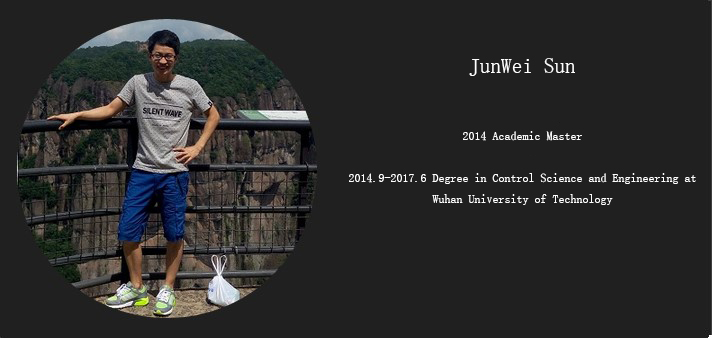 SILENT WAVE
JunWei Sun
2014 Academic Master
2014.9-2017.6 Degree in Control Science and Engineering at
Wuhan University of Technology